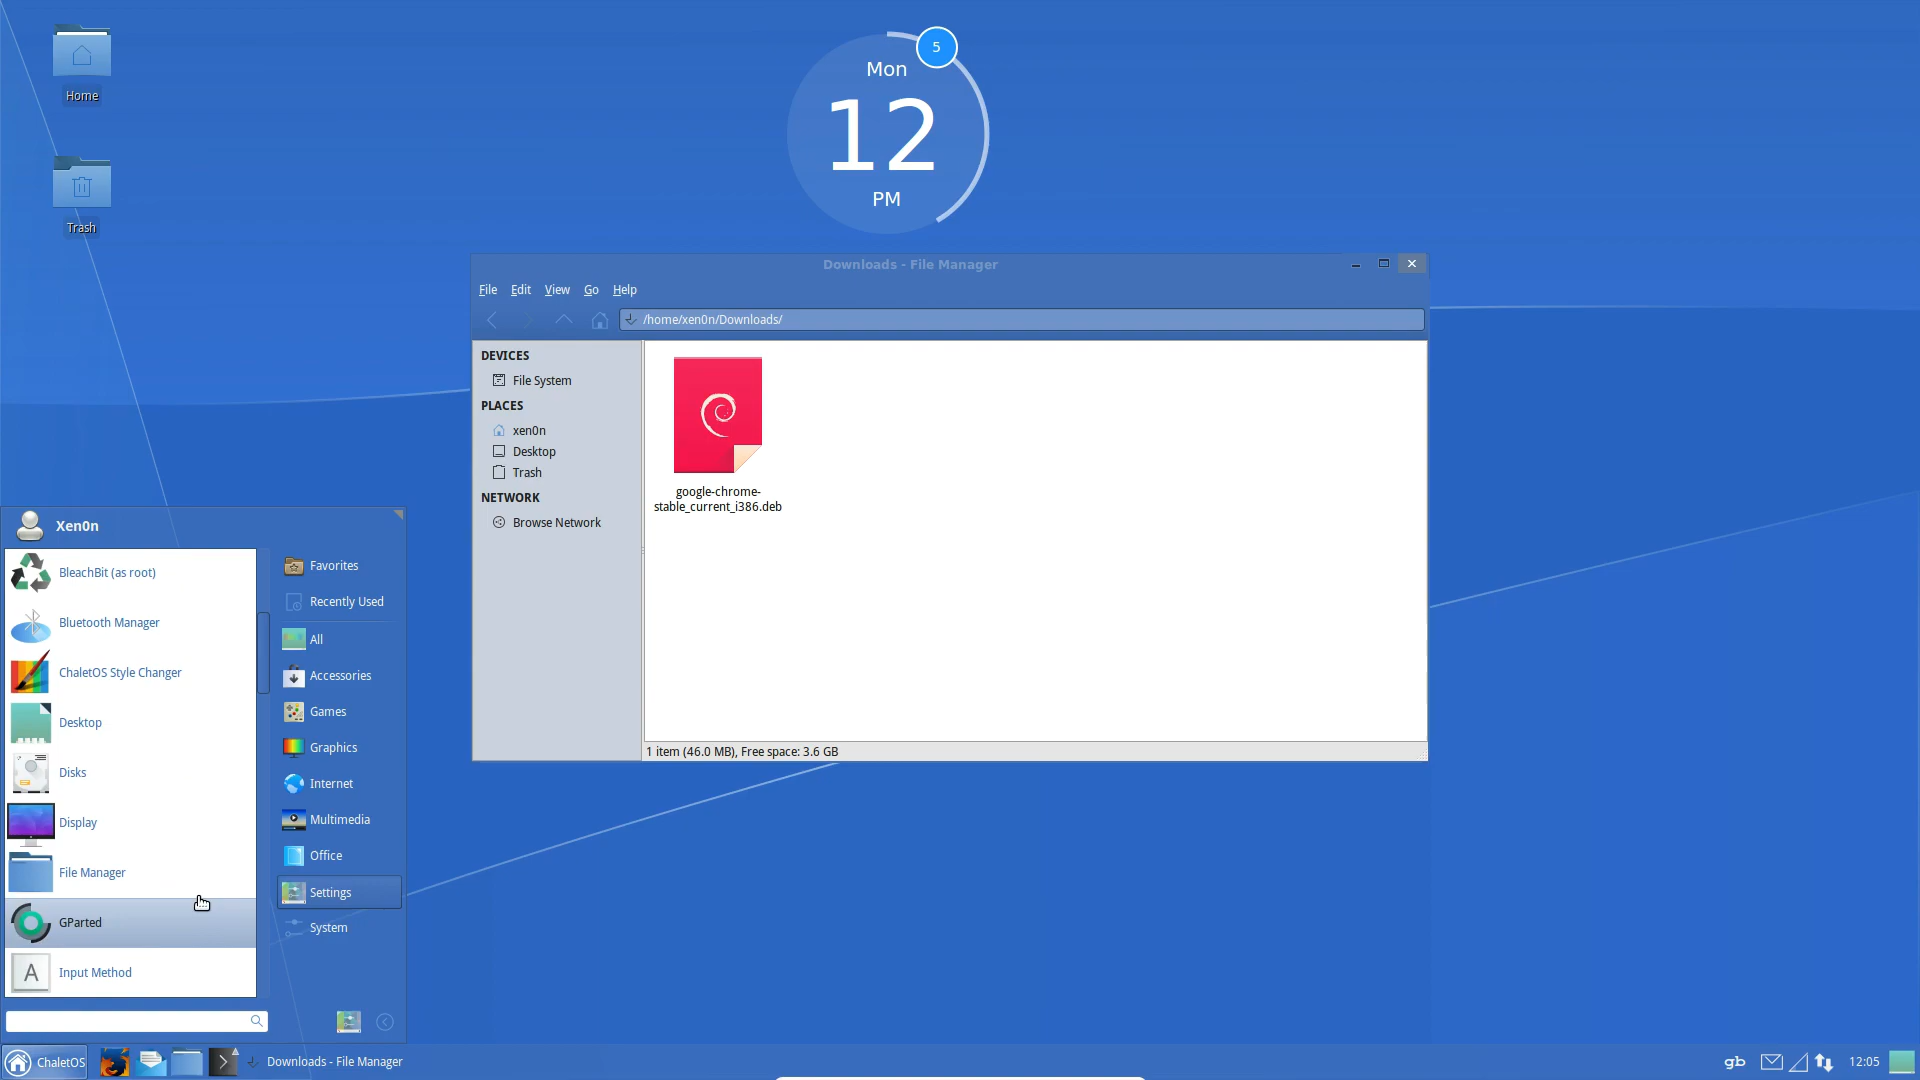 Home
Trash
5
Mon
12
PM
Downloads - File Manager
File Edit View Go Help
/home/xen0n/Downloads/
DEVICES
File System
PLACES
xen0n
Desktop
Trash
NETWORK
Browse Network
google-chrome-
stable_current_i386.deb
1 item (46.0 MB), Free space: 3.6 GB
Xen0n
BleachBit (as root)
Bluetooth Manager
ChaletOS Style Changer
Desktop
Disks
Display
File Manager
GParted
A
Input Method
Favorites
Recently Used
All
Accessories
Games
Graphics
Internet
Multimedia
Office
Settings
System
ChaletOS
Downloads - File Manager
gb
12:05